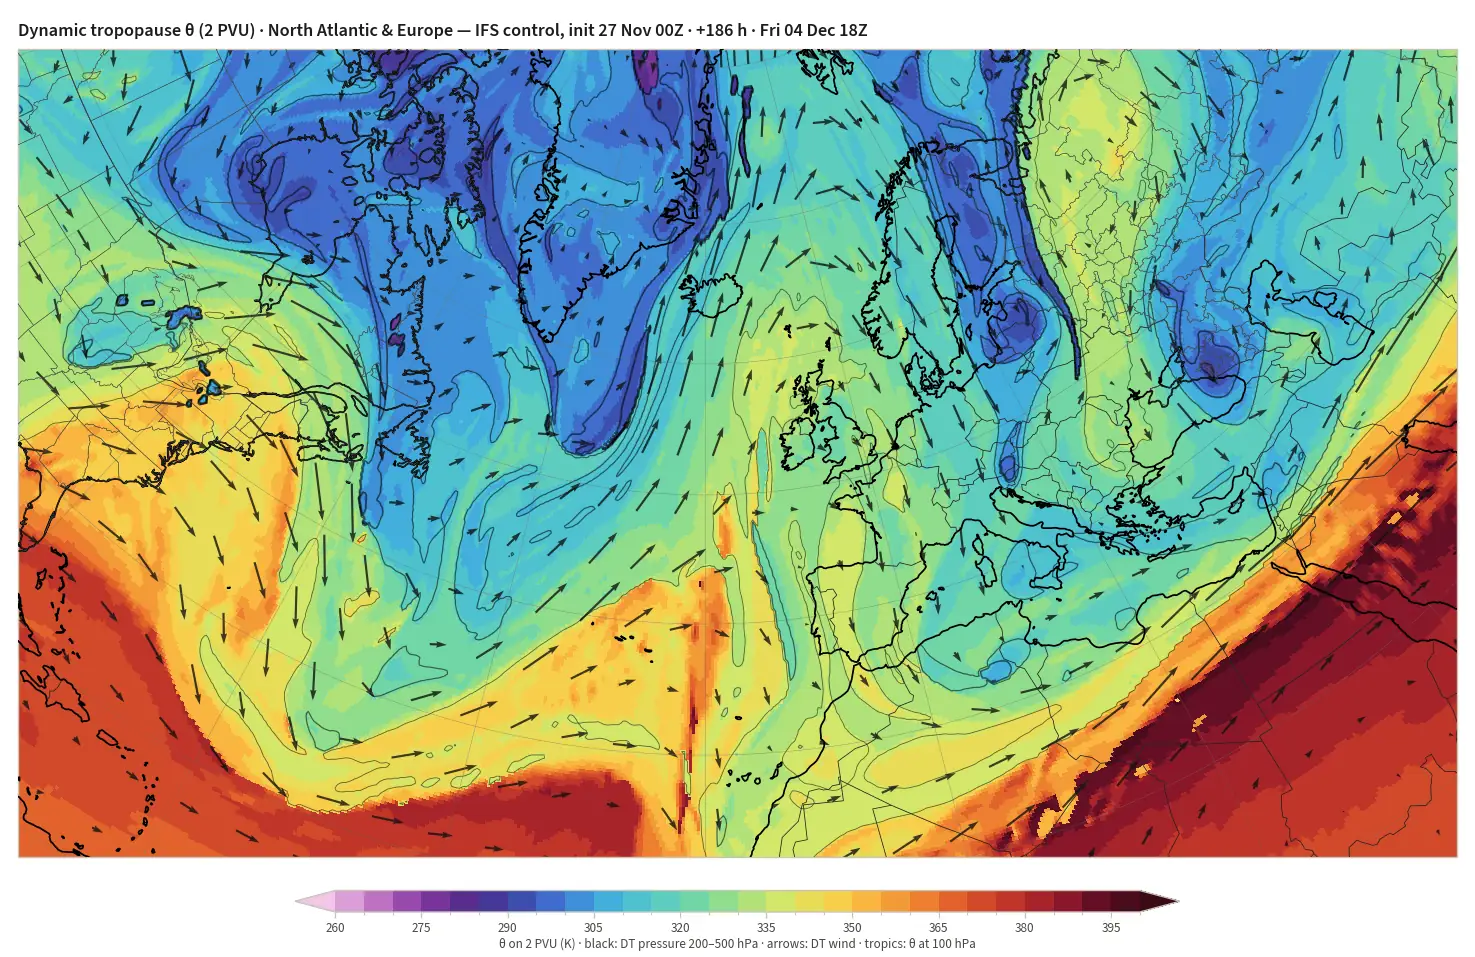 Dynamic tropopause θ (2 PVU) · North Atlantic & Europe — IFS control, init 27 Nov 00Z · +186 h · Fri 04 Dec 18Z
260 275 290 305 320 335 350 365 380 395
θ on 2 PVU (K) · black: DT pressure 200–500 hPa · arrows: DT wind · tropics: θ at 100 hPa